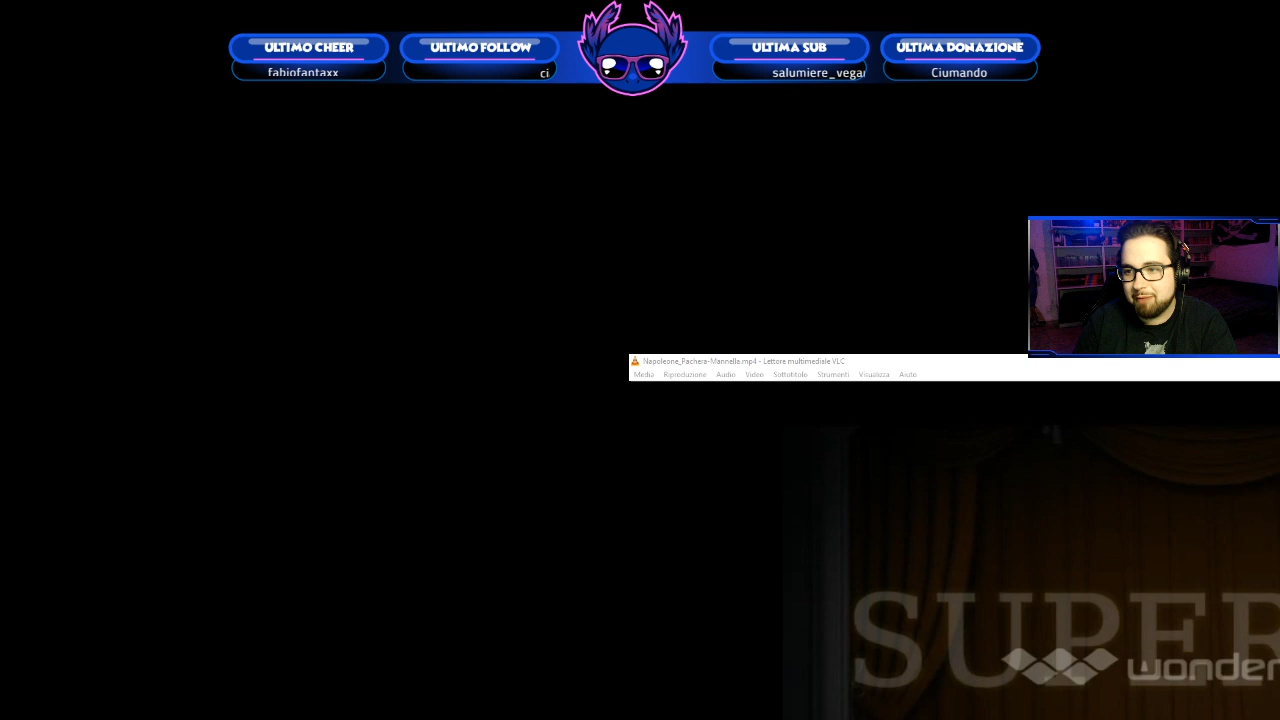 ULTIMO CHEER
fabiofantaxx
ULTIMO FOLLOW
ci
ULTIMA SUB
salumiere_vegan
ULTIMA DONAZIONE
Ciumando
Napoleone_Pachera-Mannella.mp4 - Lettore multimediale VLC
Media Riproduzione Audio Video Sottotitolo Strumenti Visualizza Aiuto
SUPER
wonder